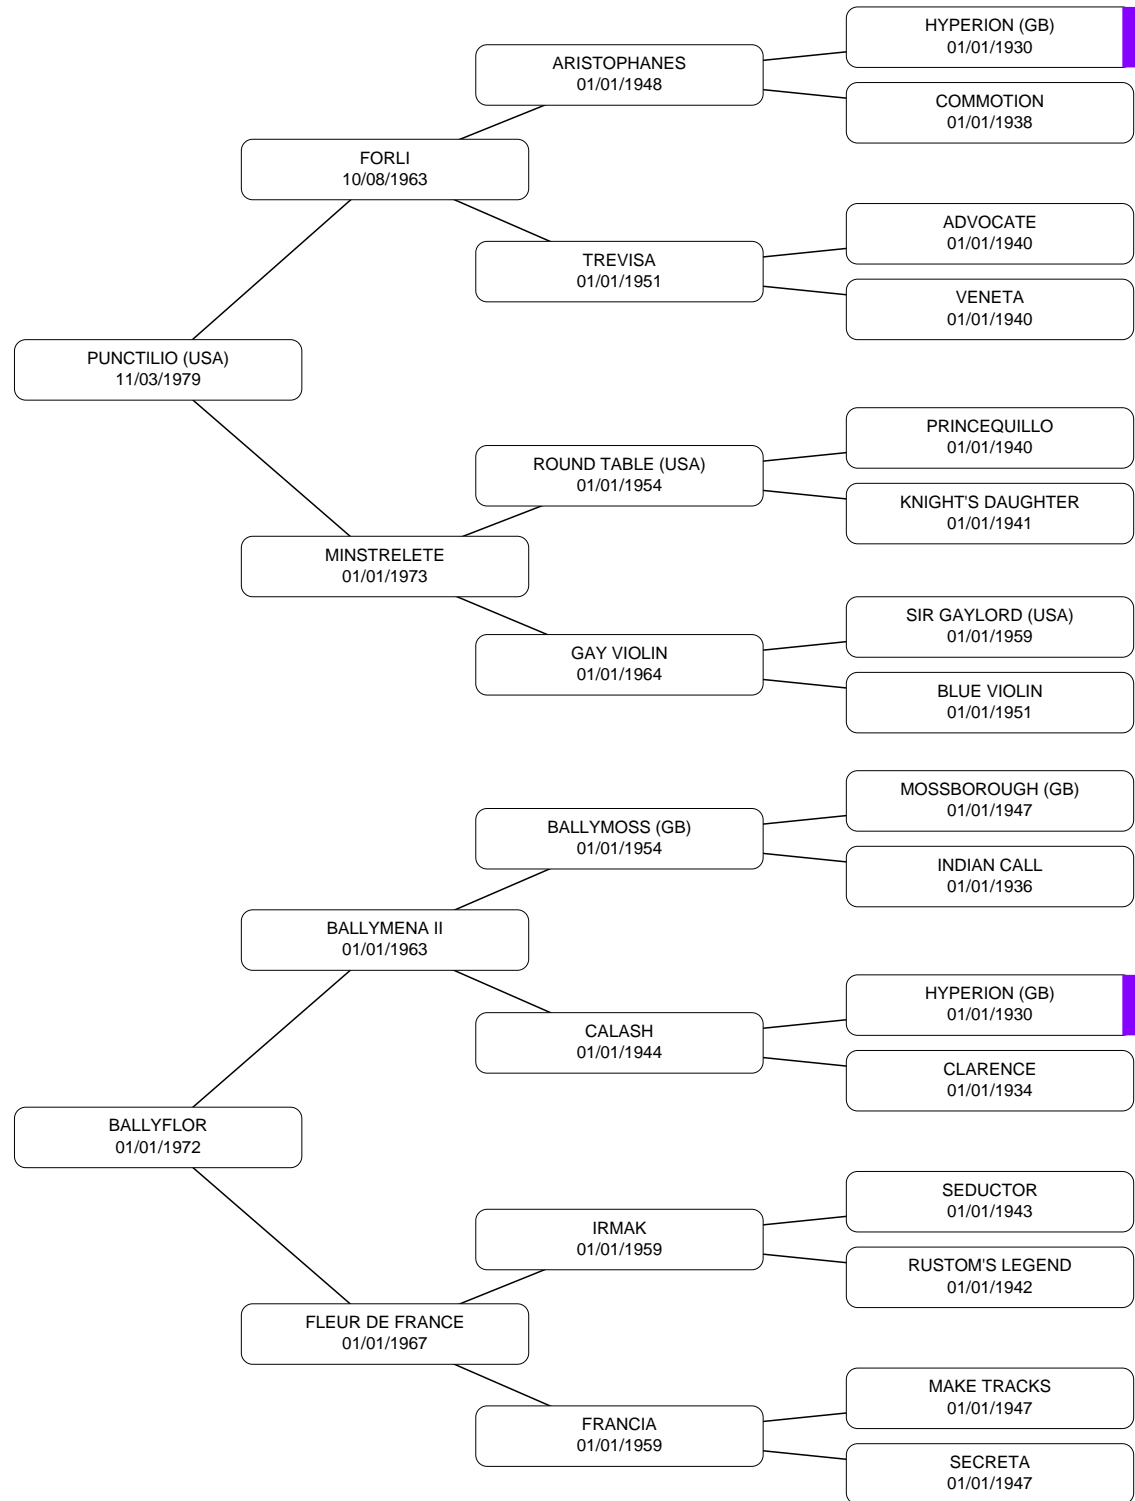 HYPERION (GB)
01/01/1930
ARISTOPHANES
01/01/1948
COMMOTION
01/01/1938
FORLI
10/08/1963
ADVOCATE
01/01/1940
TREVISA
01/01/1951
VENETA
01/01/1940
PUNCTILIO (USA)
11/03/1979
PRINCEQUILLO
01/01/1940
ROUND TABLE (USA)
01/01/1954
KNIGHT'S DAUGHTER
01/01/1941
MINSTRELETE
01/01/1973
SIR GAYLORD (USA)
01/01/1959
GAY VIOLIN
01/01/1964
BLUE VIOLIN
01/01/1951
MOSSBOROUGH (GB)
01/01/1947
BALLYMOSS (GB)
01/01/1954
INDIAN CALL
01/01/1936
BALLYMENA II
01/01/1963
HYPERION (GB)
01/01/1930
CALASH
01/01/1944
CLARENCE
01/01/1934
BALLYFLOR
01/01/1972
SEDUCTOR
01/01/1943
IRMAK
01/01/1959
RUSTOM'S LEGEND
01/01/1942
FLEUR DE FRANCE
01/01/1967
MAKE TRACKS
01/01/1947
FRANCIA
01/01/1959
SECRETA
01/01/1947